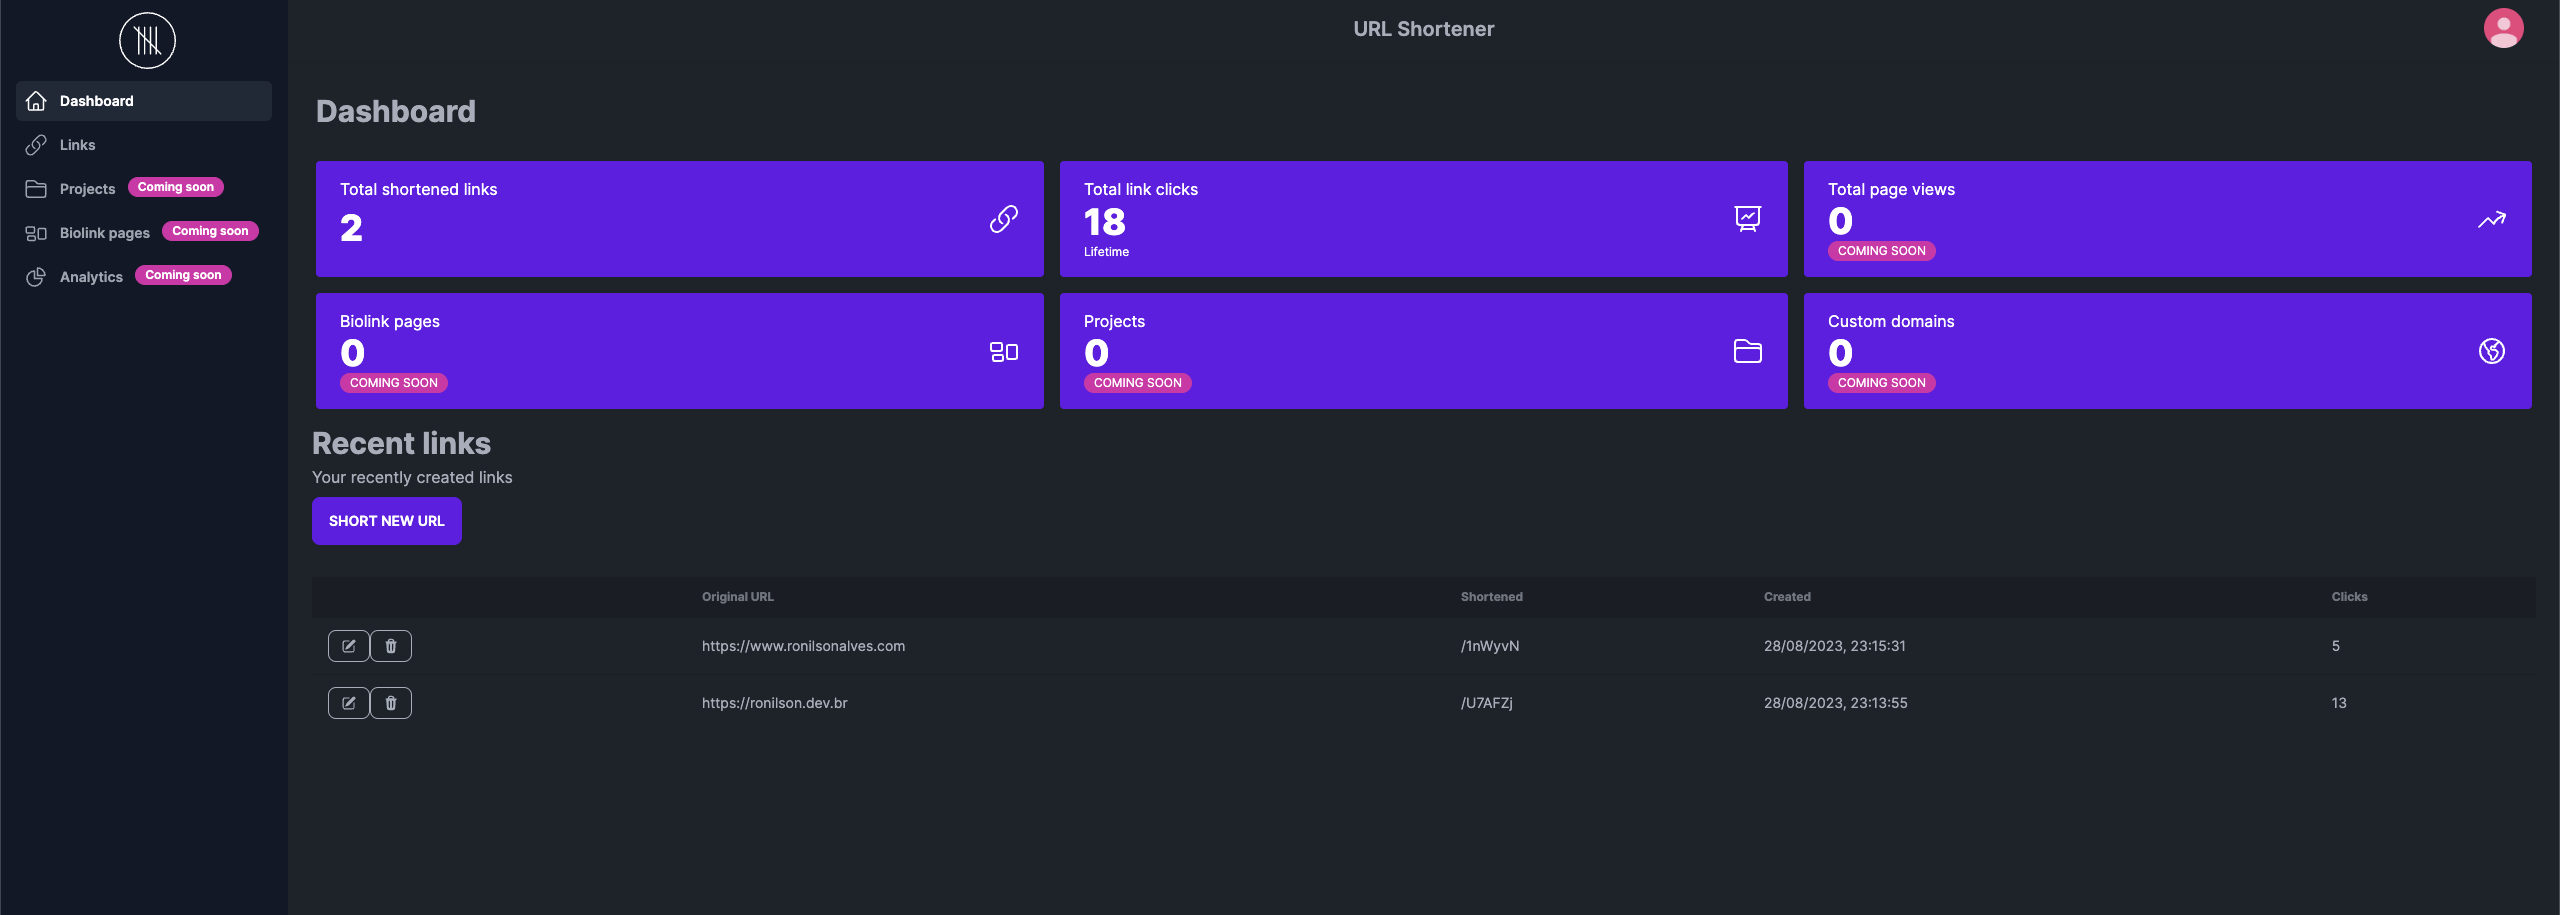 URL Shortener
Dashboard
Links
Projects Coming soon
Biolink pages Coming soon
Analytics Coming soon
Dashboard
Total shortened links
2
Total link clicks
18
Lifetime
Total page views
0
COMING SOON
Biolink pages
0
COMING SOON
Projects
0
COMING SOON
Custom domains
0
COMING SOON
Recent links
Your recently created links
SHORT NEW URL
Original URL Shortened Created Clicks
https://www.ronilsonalves.com /1nWyvN 28/08/2023, 23:15:31 5
https://ronilson.dev.br /U7AFZj 28/08/2023, 23:13:55 13